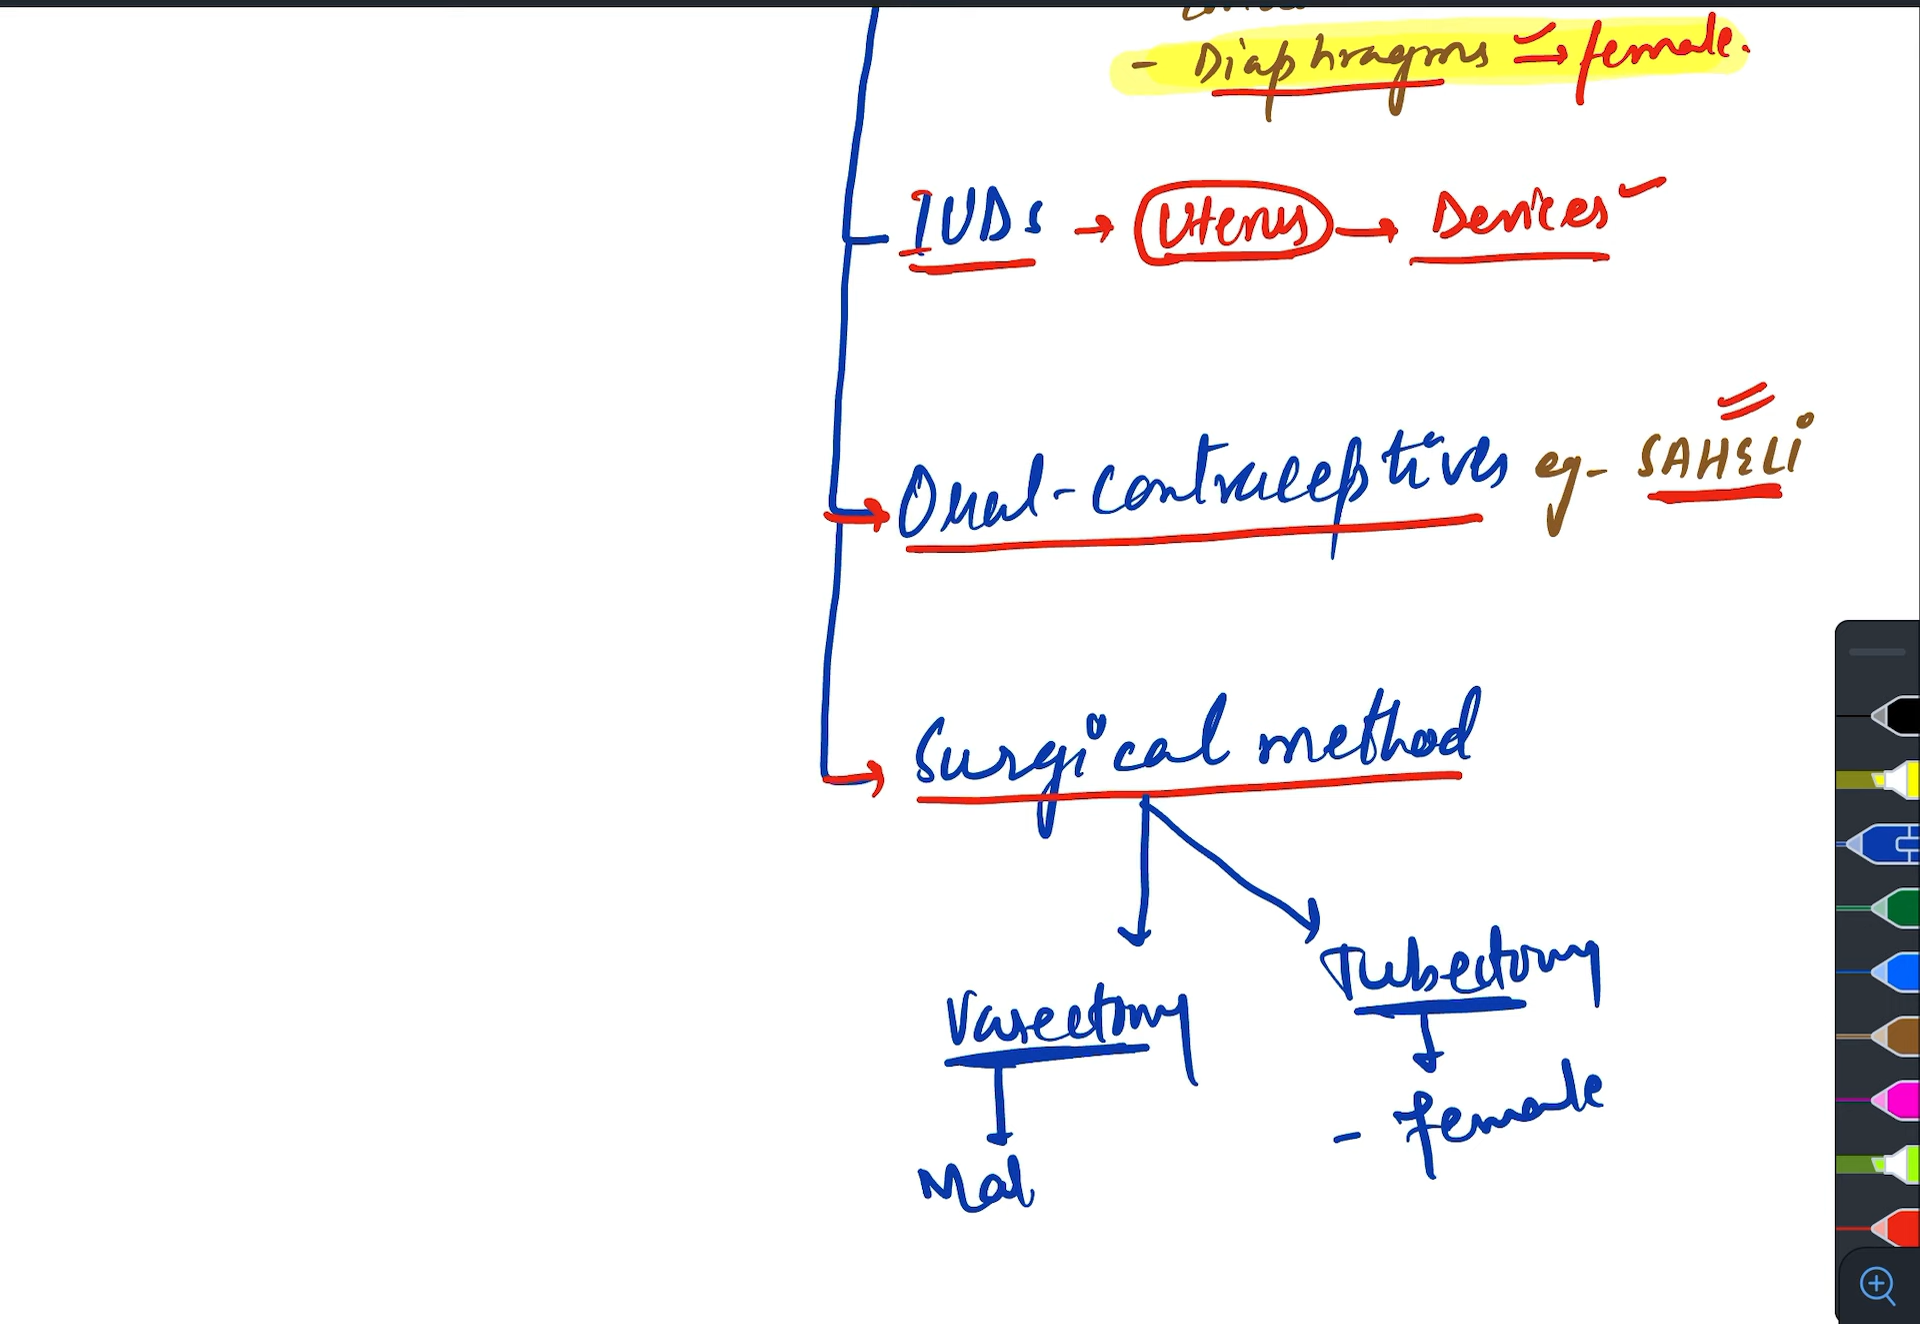 - Diaphragms → female.
IUDs → Uterus → Devices
Oral-contraceptives eg- SAHELi
Surgical method
Vasectomy Tubectomy
Mal - female